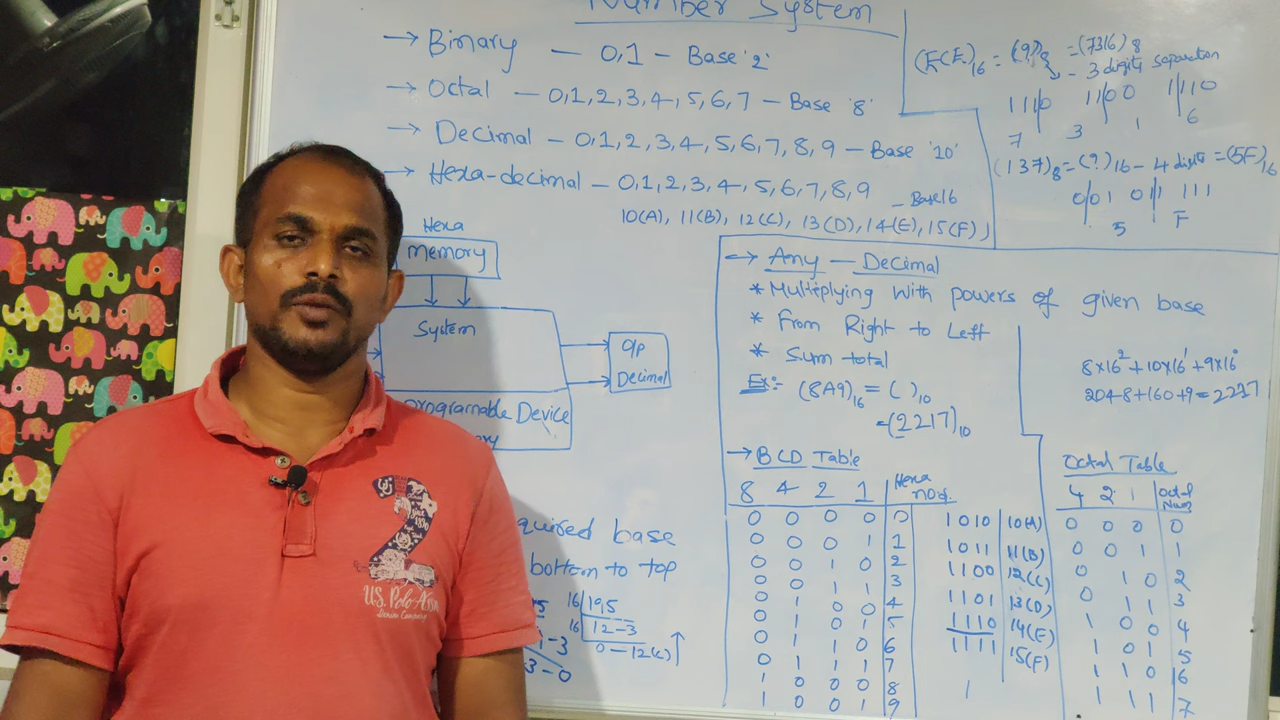 Number System
→ Binary — 0,1 — Base '2'
→ Octal — 0,1,2,3,4,5,6,7 — Base '8'
→ Decimal — 0,1,2,3,4,5,6,7,8,9 — Base '10'
→ Hexa-decimal — 0,1,2,3,4,5,6,7,8,9
— Base 16
10(A), 11(B), 12(C), 13(D), 14(E), 15(F)
= (?)8 = (7316)8
- 3 digits separation
1110 1100 1110
7 3 1 6
(137)8 = (?)16 - 4 digits = (5F)16
001 011 111
5 F
Hexa
Memory
System
O/p
Decimal
programable Device
→ Any — Decimal
* Multiplying with powers of given base
* From Right to Left
* Sum total
Ex:- (8A9)16 = ( )10
=(2217)10
8×16² + 10×16¹ + 9×16⁰
2048+160+9=2217
base
bottom to top
16 195
16 12-3
0-12(C)
-3
3-0
→ BCD Table
8 4 2 1 Hexa
0 0 0 0 0
0 0 0 1 1
0 0 1 0 2
0 0 1 1 3
0 1 0 0 4
0 1 0 1 5
0 1 1 0 6
0 1 1 1 7
1 0 0 0 8
1 0 0 1 9
1010 10(A)
1011 11(B)
1100 12(C)
1101 13(D)
1110 14(E)
1111 15(F)
Octal Table
4 2 1 Octal
0 0 0 0
0 0 1 1
0 1 0 2
0 1 1 3
1 0 0 4
1 0 1 5
1 1 0 6
1 1 1 7
2
U.S. Polo Assn